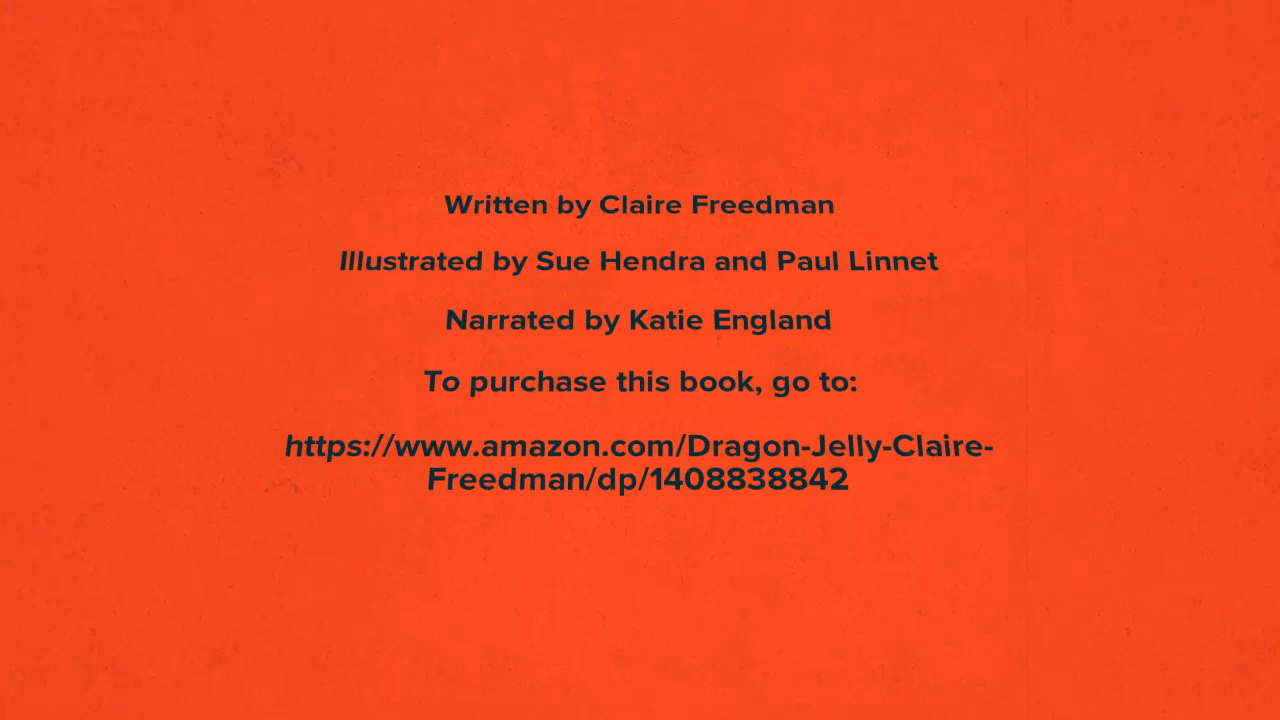 Written by Claire Freedman
Illustrated by Sue Hendra and Paul Linnet
Narrated by Katie England
To purchase this book, go to:
https://www.amazon.com/Dragon-Jelly-Claire-
Freedman/dp/1408838842